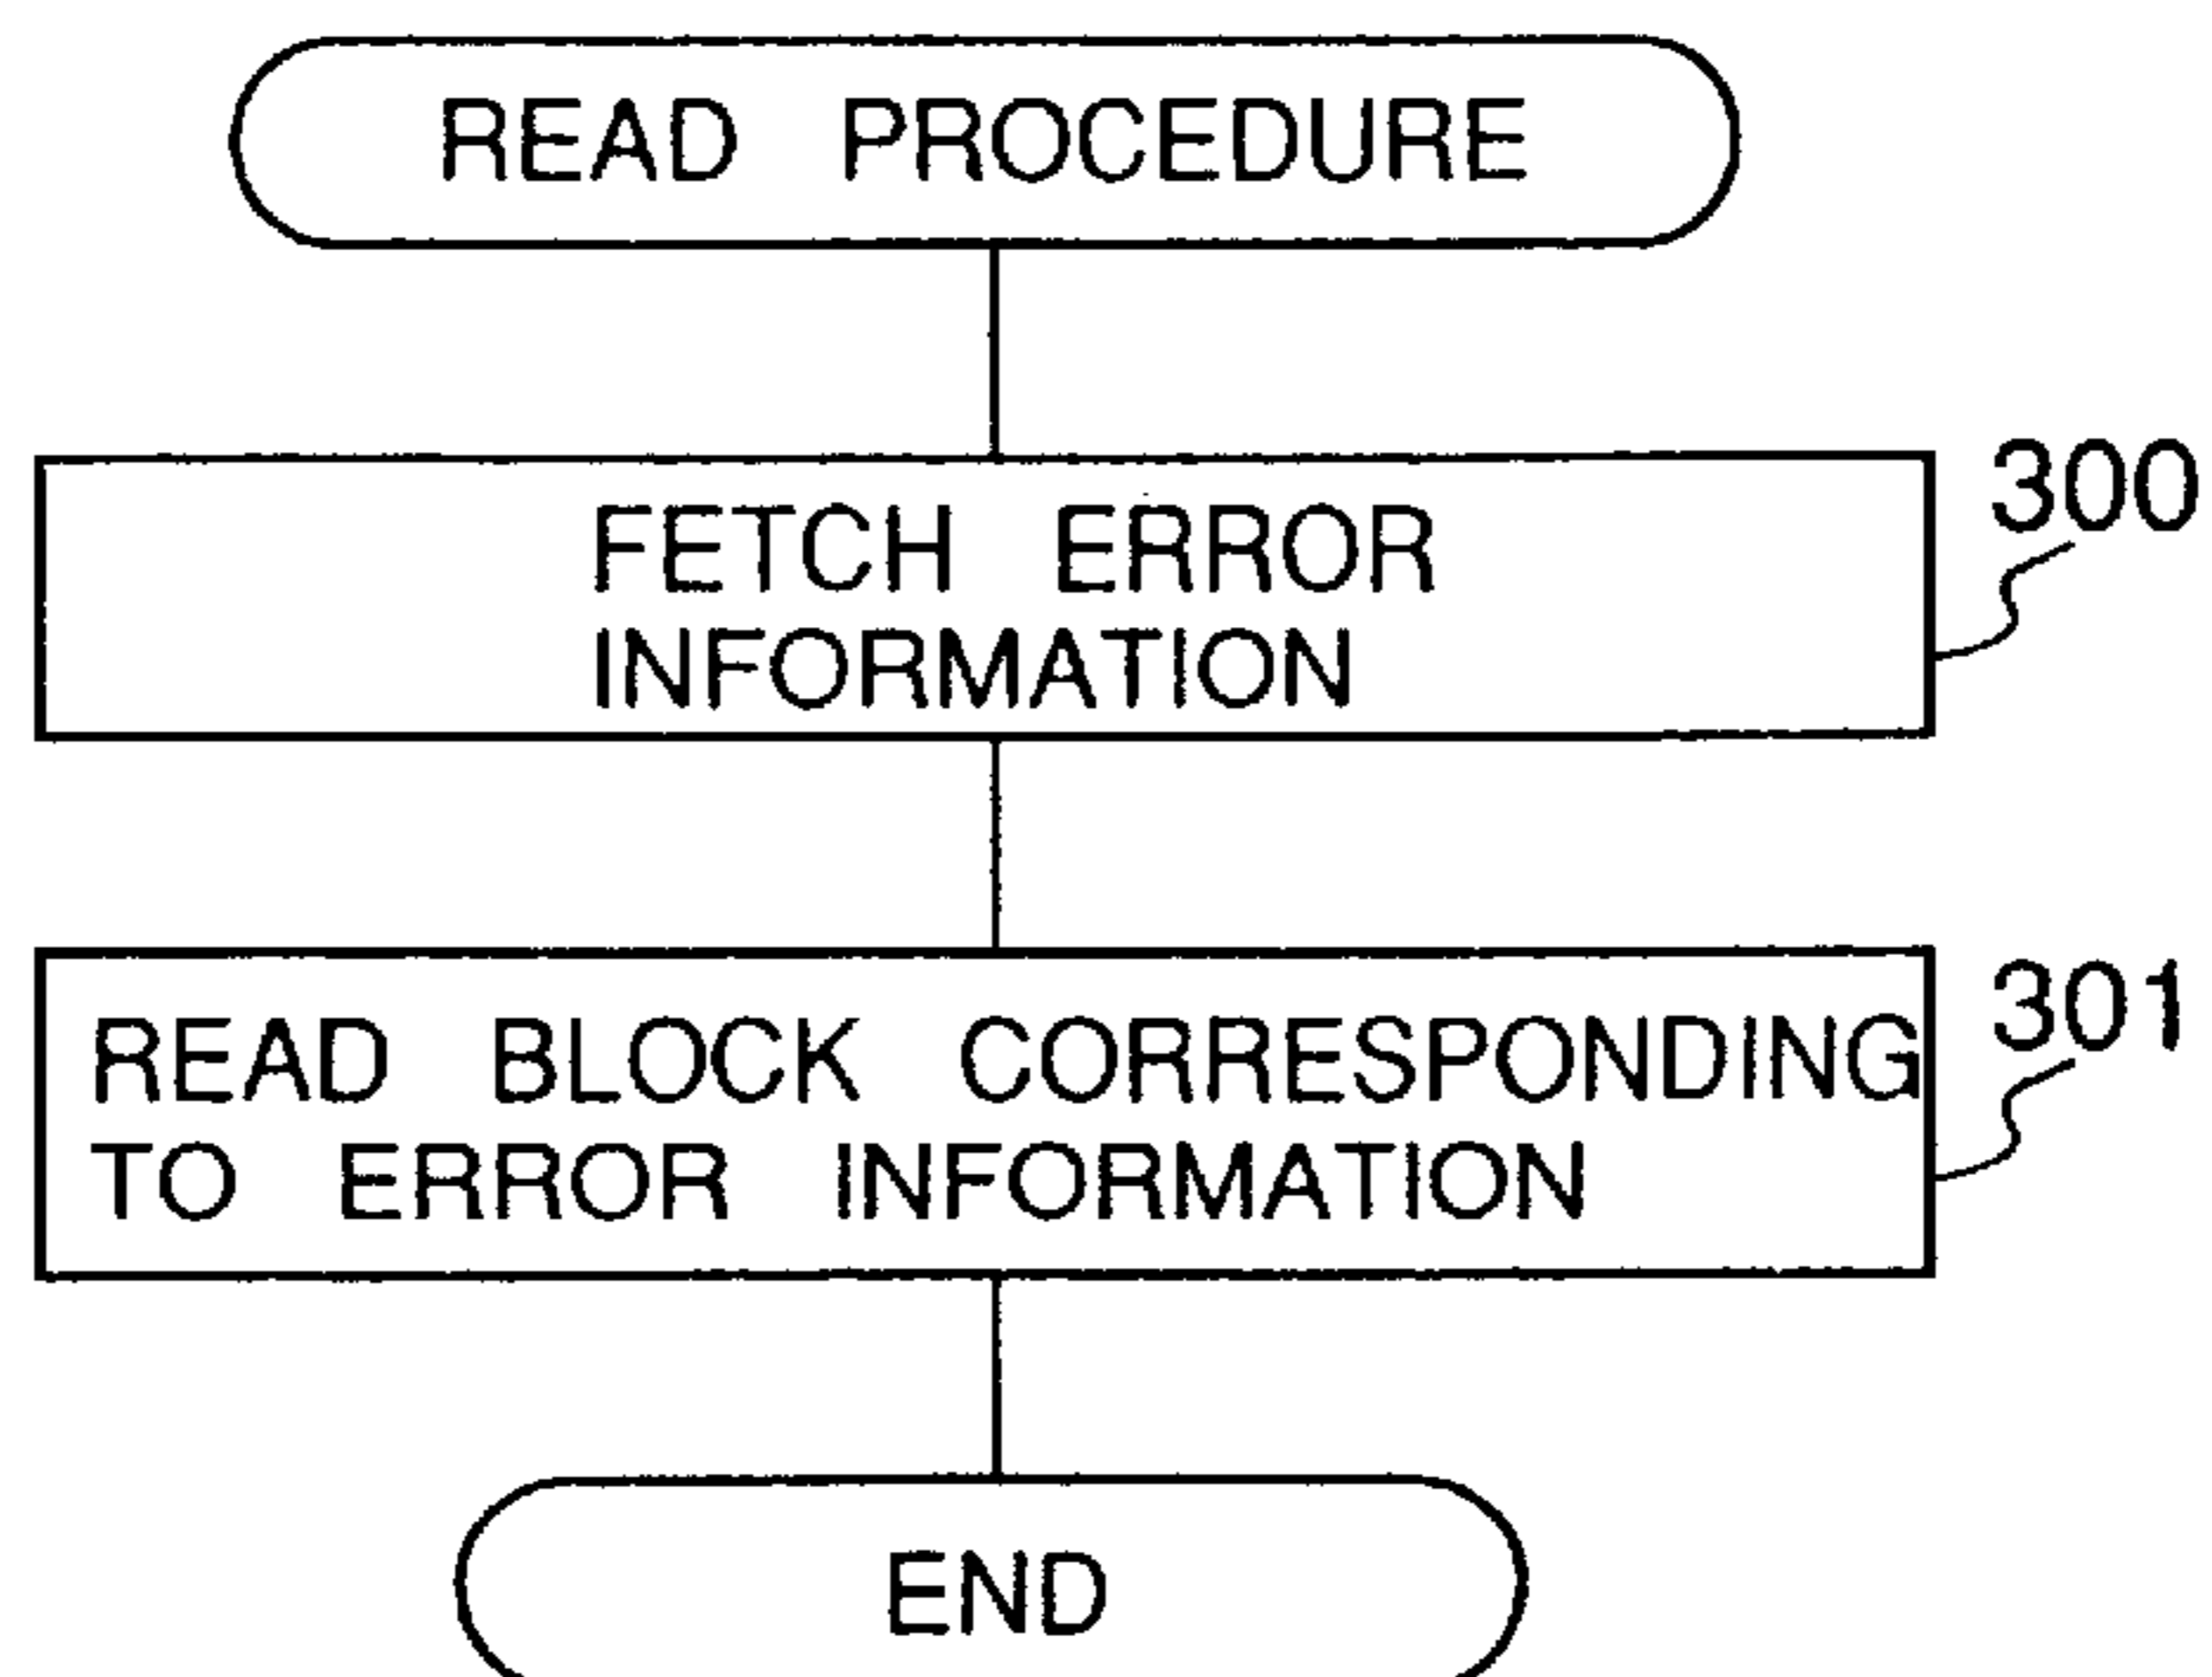 READ PROCEDURE
FETCH ERROR
INFORMATION
300
READ BLOCK CORRESPONDING
TO ERROR INFORMATION
301
END